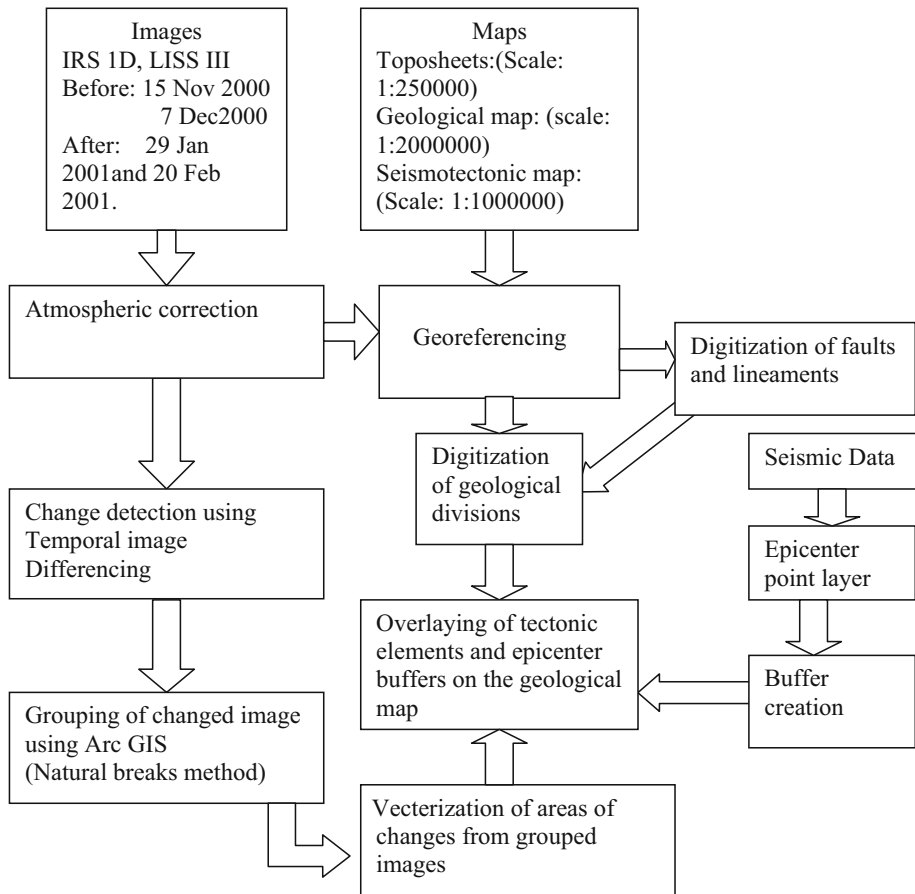 Images
IRS 1D, LISS III
Before: 15 Nov 2000
7 Dec2000
After: 29 Jan
2001and 20 Feb
2001.
Maps
Toposheets:(Scale:
1:250000)
Geological map: (scale:
1:2000000)
Seismotectonic map:
(Scale: 1:1000000)
Atmospheric correction
Georeferencing
Digitization of faults
and lineaments
Digitization
of geological
divisions
Seismic Data
Change detection using
Temporal image
Differencing
Epicenter
point layer
Overlaying of tectonic
elements and epicenter
buffers on the geological
map
Buffer
creation
Grouping of changed image
using Arc GIS
(Natural breaks method)
Vecterization of areas of
changes from grouped
images